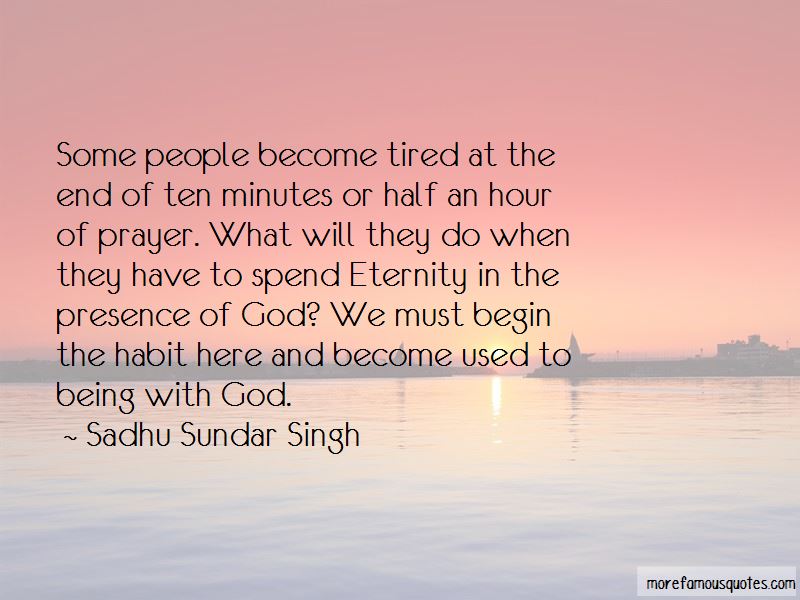 Some people become tired at the
end of ten minutes or half an hour
of prayer. What will they do when
they have to spend Eternity in the
presence of God? We must begin
the habit here and become used to
being with God.
~ Sadhu Sundar Singh
morefamousquotes.com